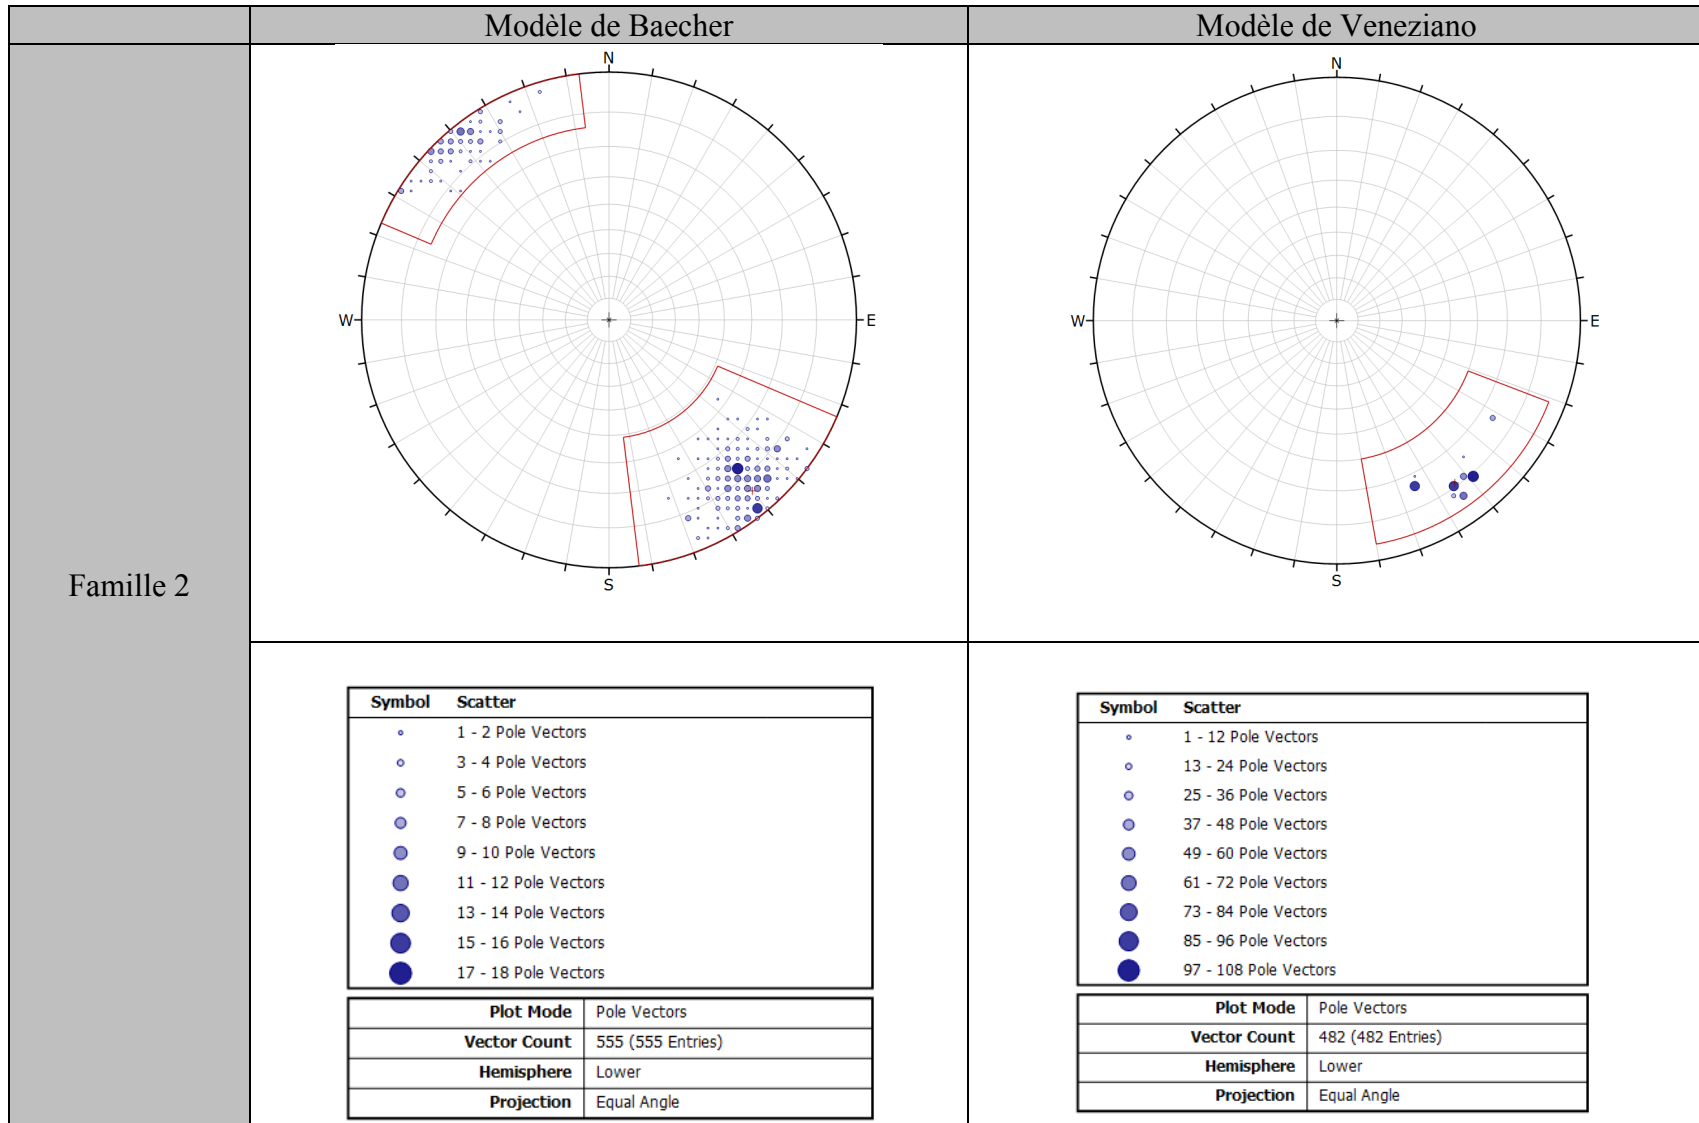 Modèle de Baecher
Modèle de Veneziano
Famille 2
N
W
E
S
N
W
E
S
Symbol Scatter
1 - 2 Pole Vectors
3 - 4 Pole Vectors
5 - 6 Pole Vectors
7 - 8 Pole Vectors
9 - 10 Pole Vectors
11 - 12 Pole Vectors
13 - 14 Pole Vectors
15 - 16 Pole Vectors
17 - 18 Pole Vectors
Plot Mode Pole Vectors
Vector Count 555 (555 Entries)
Hemisphere Lower
Projection Equal Angle
Symbol Scatter
1 - 12 Pole Vectors
13 - 24 Pole Vectors
25 - 36 Pole Vectors
37 - 48 Pole Vectors
49 - 60 Pole Vectors
61 - 72 Pole Vectors
73 - 84 Pole Vectors
85 - 96 Pole Vectors
97 - 108 Pole Vectors
Plot Mode Pole Vectors
Vector Count 482 (482 Entries)
Hemisphere Lower
Projection Equal Angle